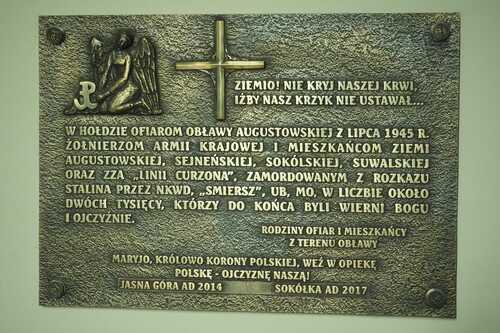 ZIEMIO! NIE KRYJ NASZEJ KRWI,
IŻBY NASZ KRZYK NIE USTAWAŁ...
W HOŁDZIE OFIAROM OBŁAWY AUGUSTOWSKIEJ Z LIPCA 1945 R.
ŻOŁNIERZOM ARMII KRAJOWEJ I MIESZKAŃCOM ZIEMI
AUGUSTOWSKIEJ, SEJNEŃSKIEJ, SOKÓLSKIEJ, SUWALSKIEJ
ORAZ ZZA „LINII CURZONA", ZAMORDOWANYM Z ROZKAZU
STALINA PRZEZ NKWD, „SMIERSZ", UB, MO, W LICZBIE OKOŁO
DWÓCH TYSIĘCY, KTÓRZY DO KOŃCA BYLI WIERNI BOGU
I OJCZYŹNIE.
RODZINY OFIAR I MIESZKAŃCY
Z TERENU OBŁAWY
MARYJO, KRÓLOWO KORONY POLSKIEJ, WEŹ W OPIEKĘ
POLSKĘ - OJCZYZNĘ NASZĄ!
JASNA GÓRA AD 2014 SOKÓŁKA AD 2017